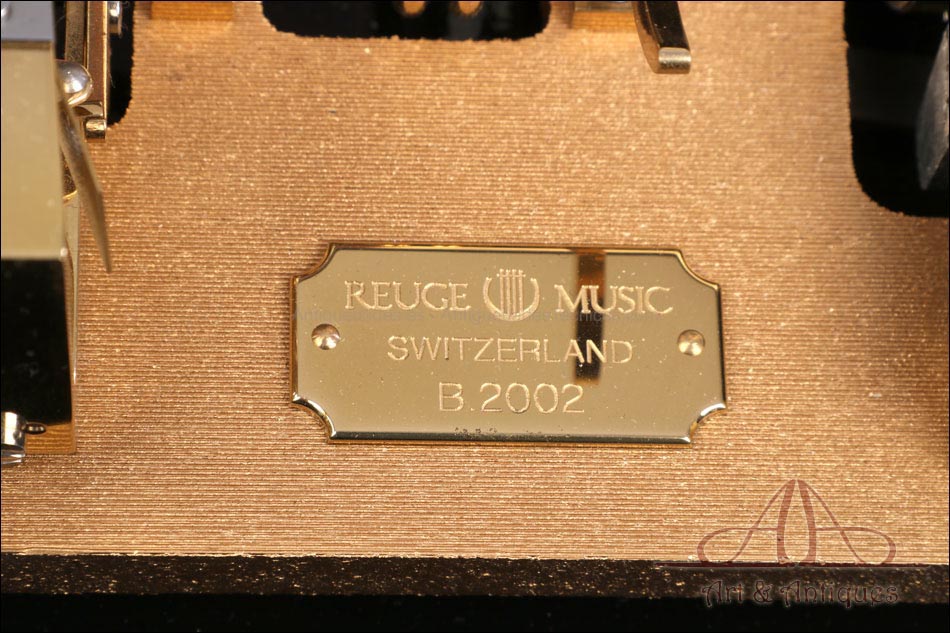 REUGE MUSIC
SWITZERLAND
B.2002
Art & Antiques